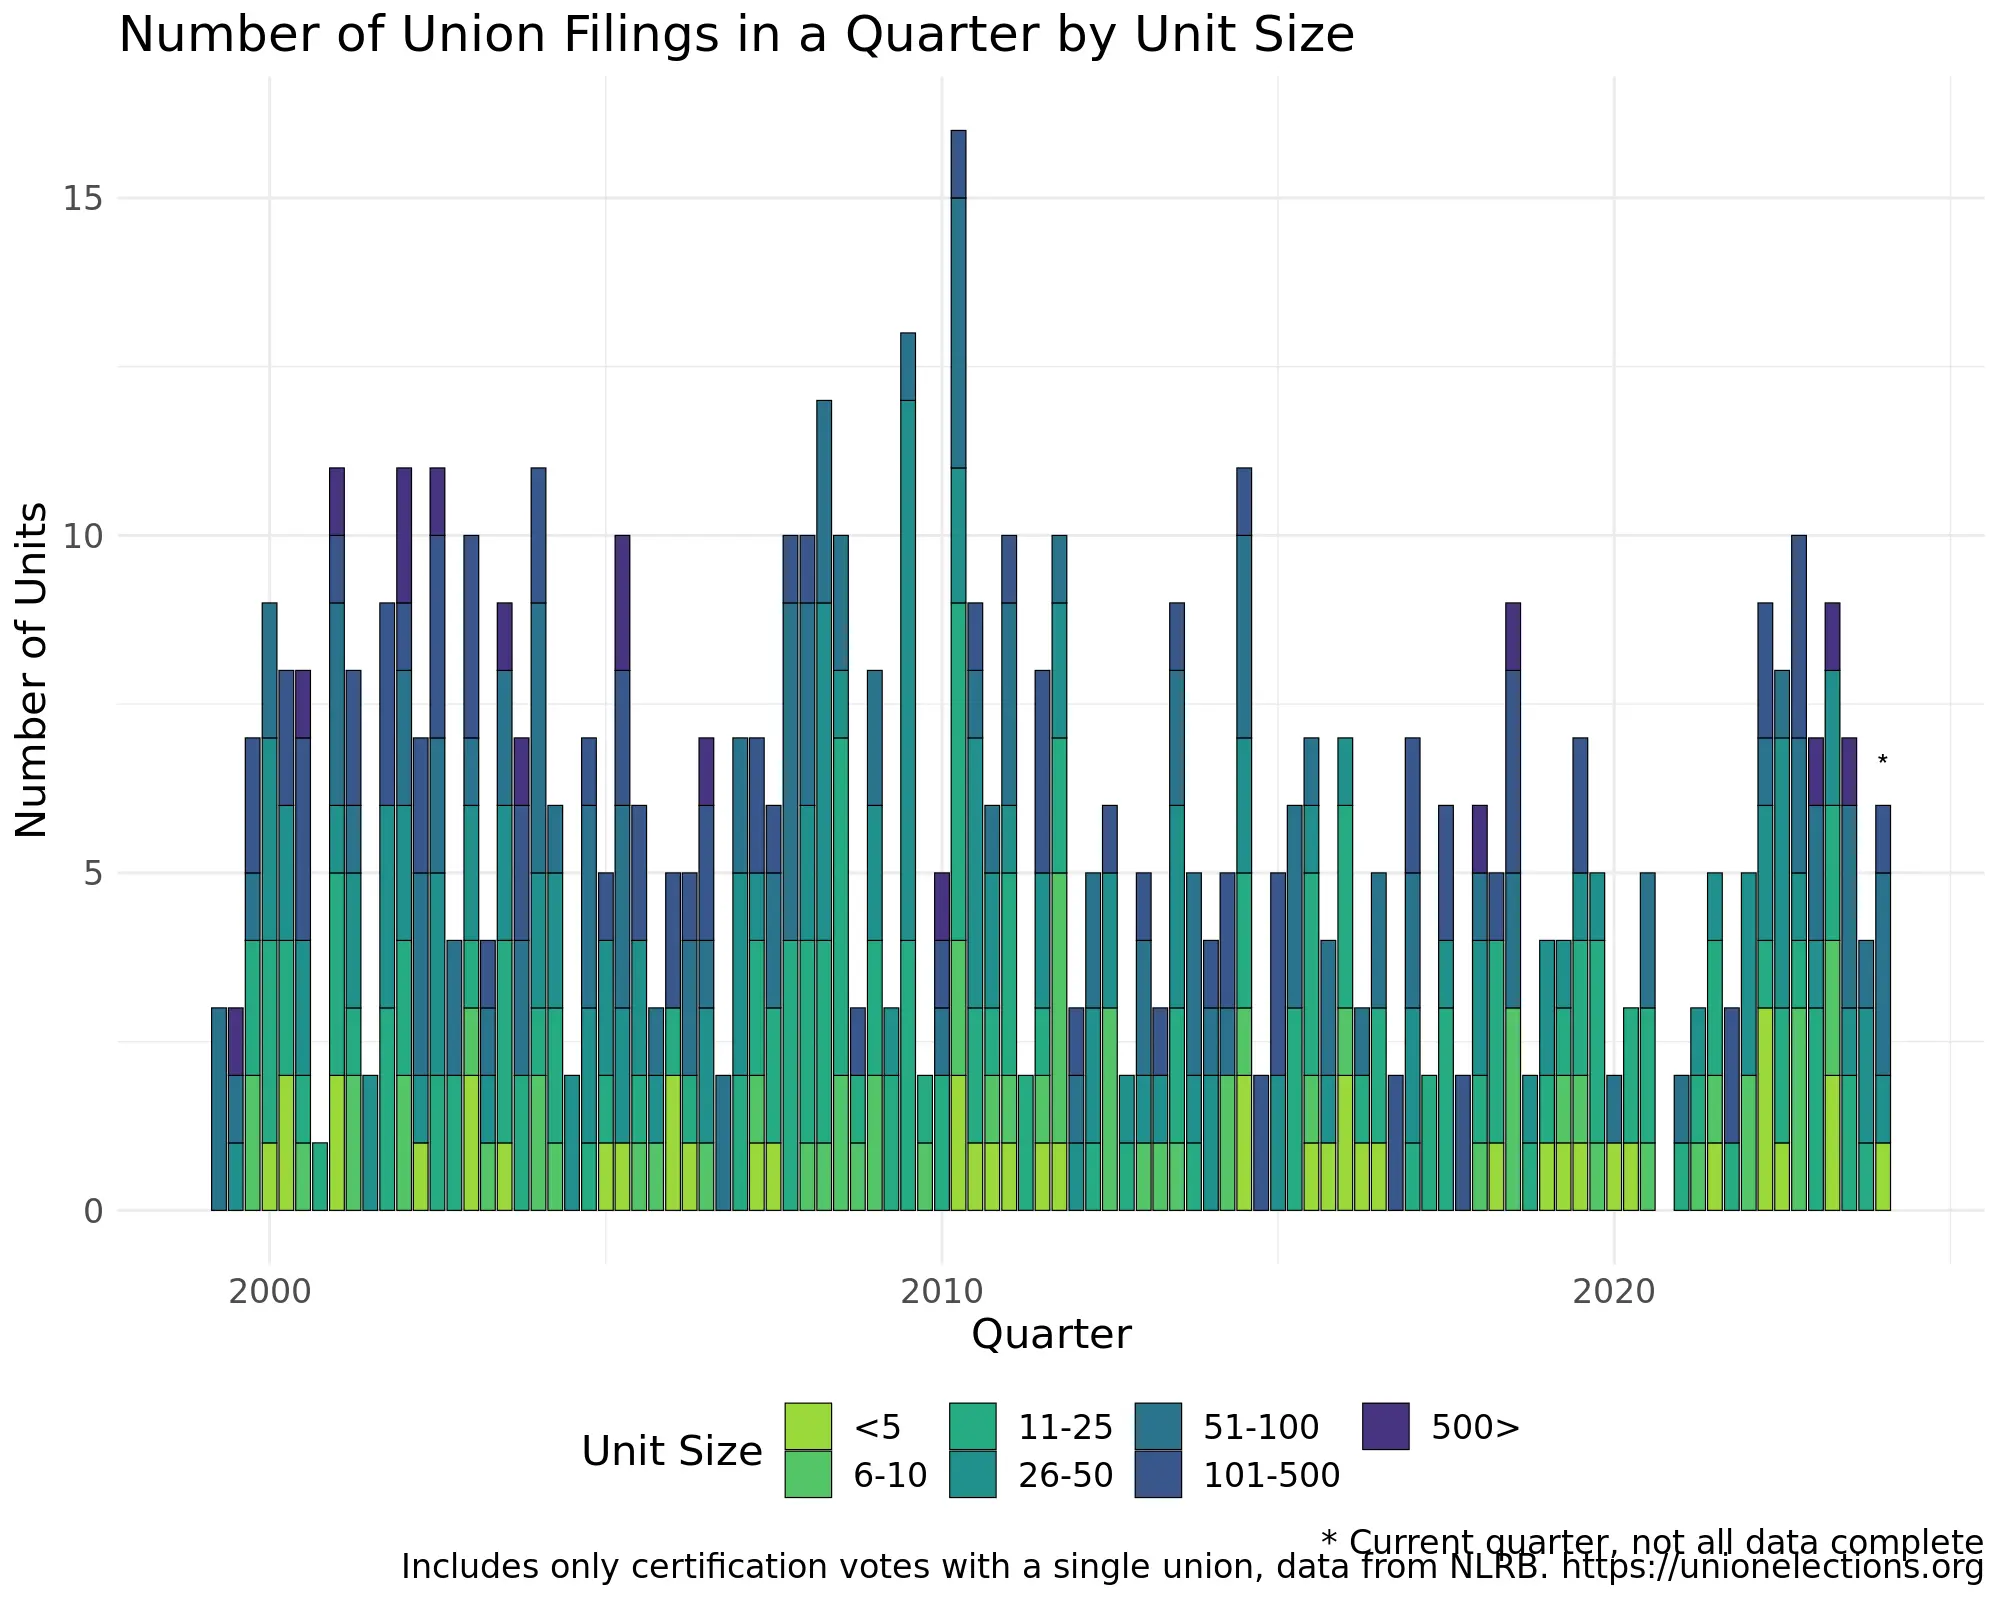 Number of Union Filings in a Quarter by Unit Size
Number of Units
15
10
5
0
*
2000 2010 2020
Quarter
Unit Size
<5 11-25 51-100 500>
6-10 26-50 101-500
* Current quarter, not all data complete
Includes only certification votes with a single union, data from NLRB. https://unionelections.org